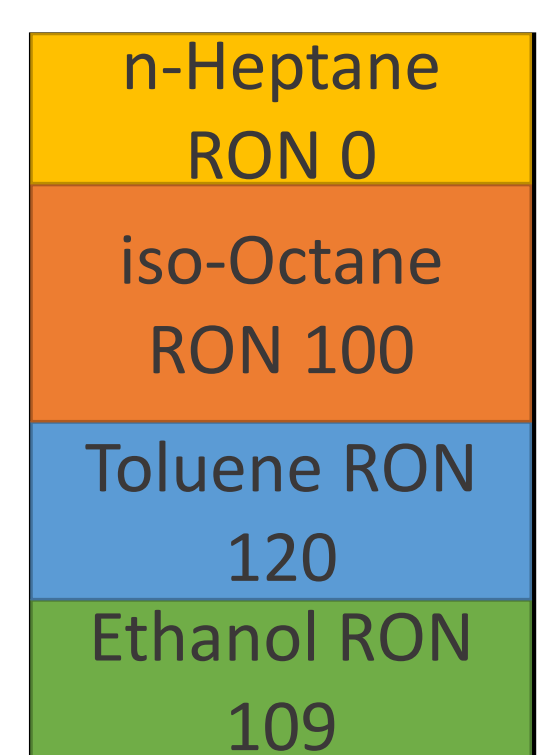 n-Heptane
RON 0
iso-Octane
RON 100
Toluene RON
120
Ethanol RON
109